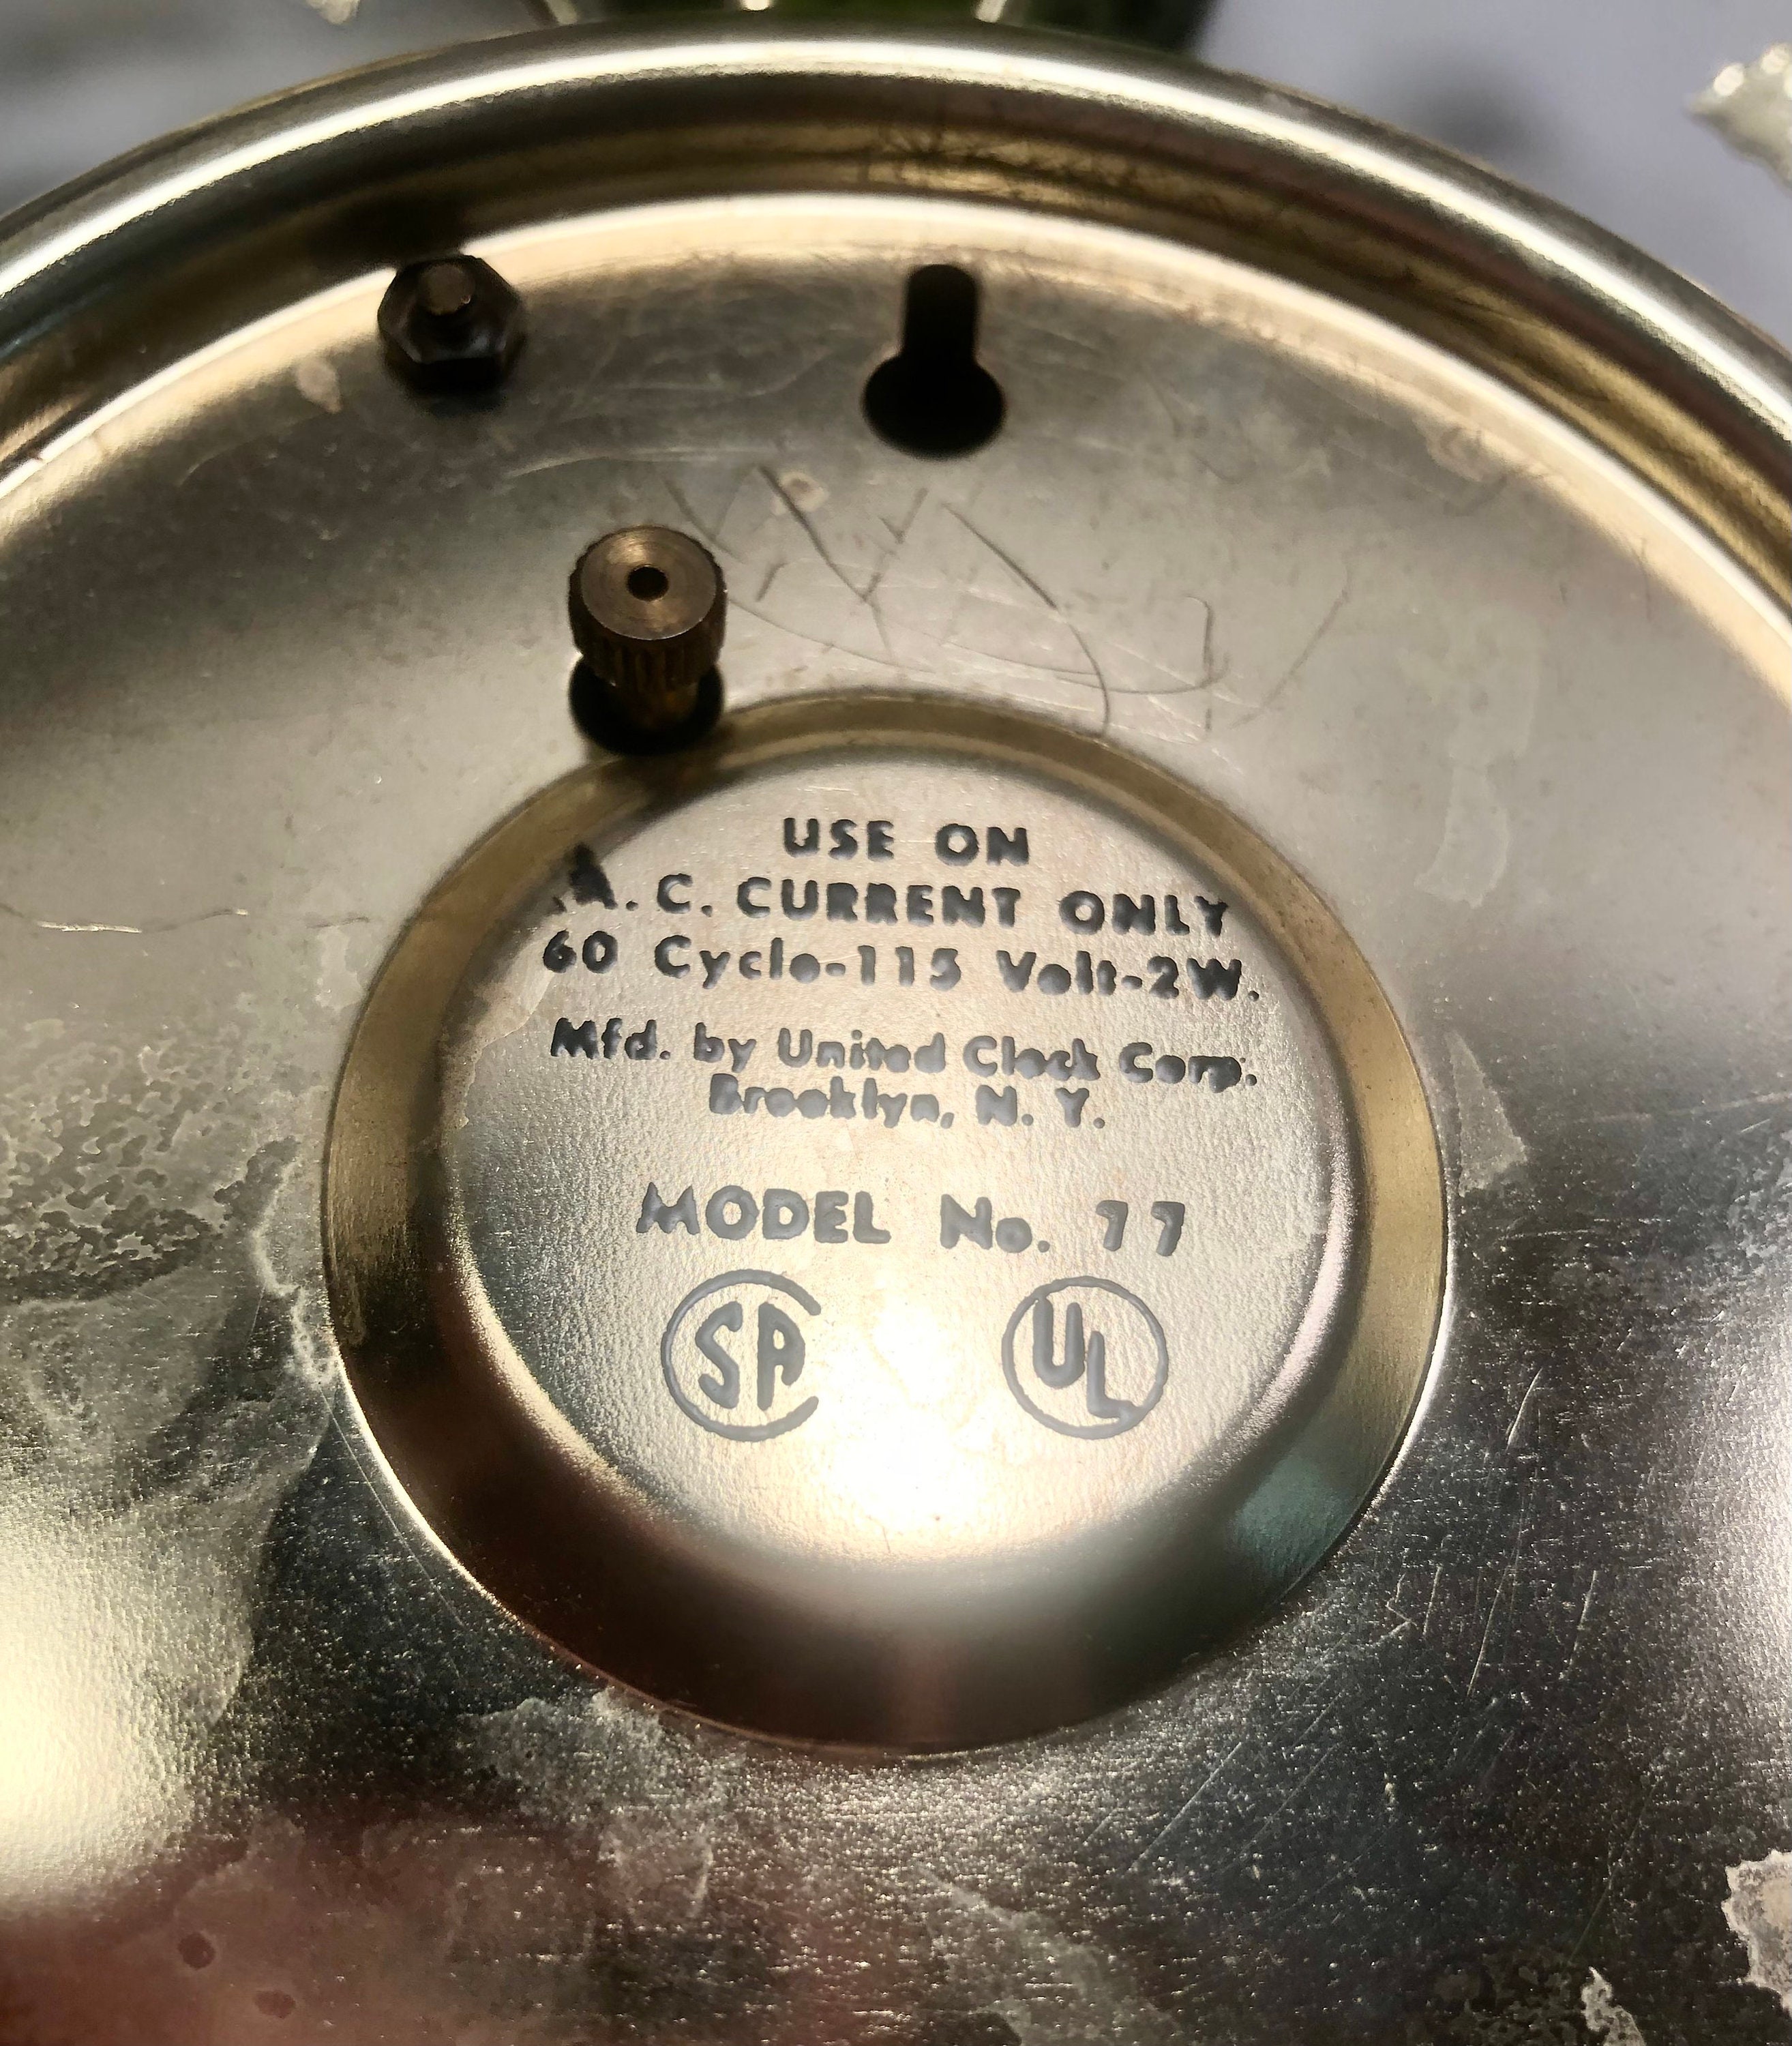 USE ON
A. C. CURRENT ONLY
60 Cycle-115 Volt-2W.
Mfd. by United Clock Corp.
Brooklyn, N. Y.
MODEL No. 77
SA UL